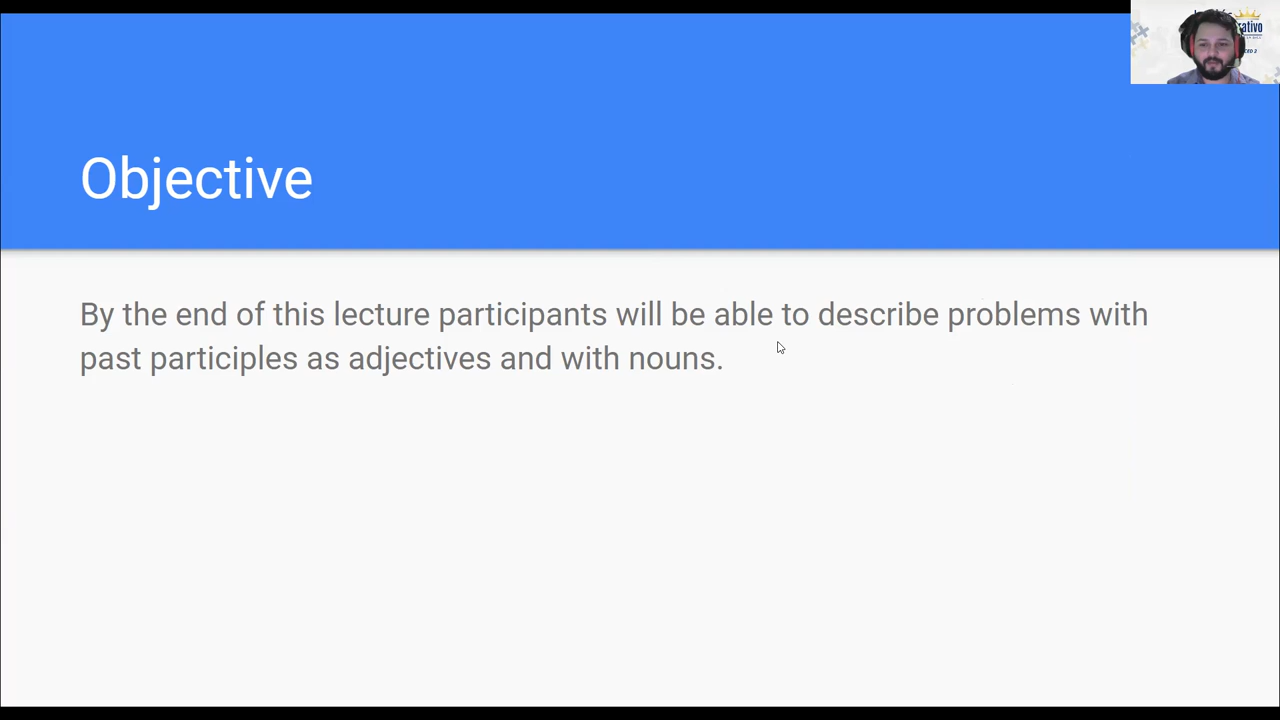 Objective
By the end of this lecture participants will be able to describe problems with
past participles as adjectives and with nouns.